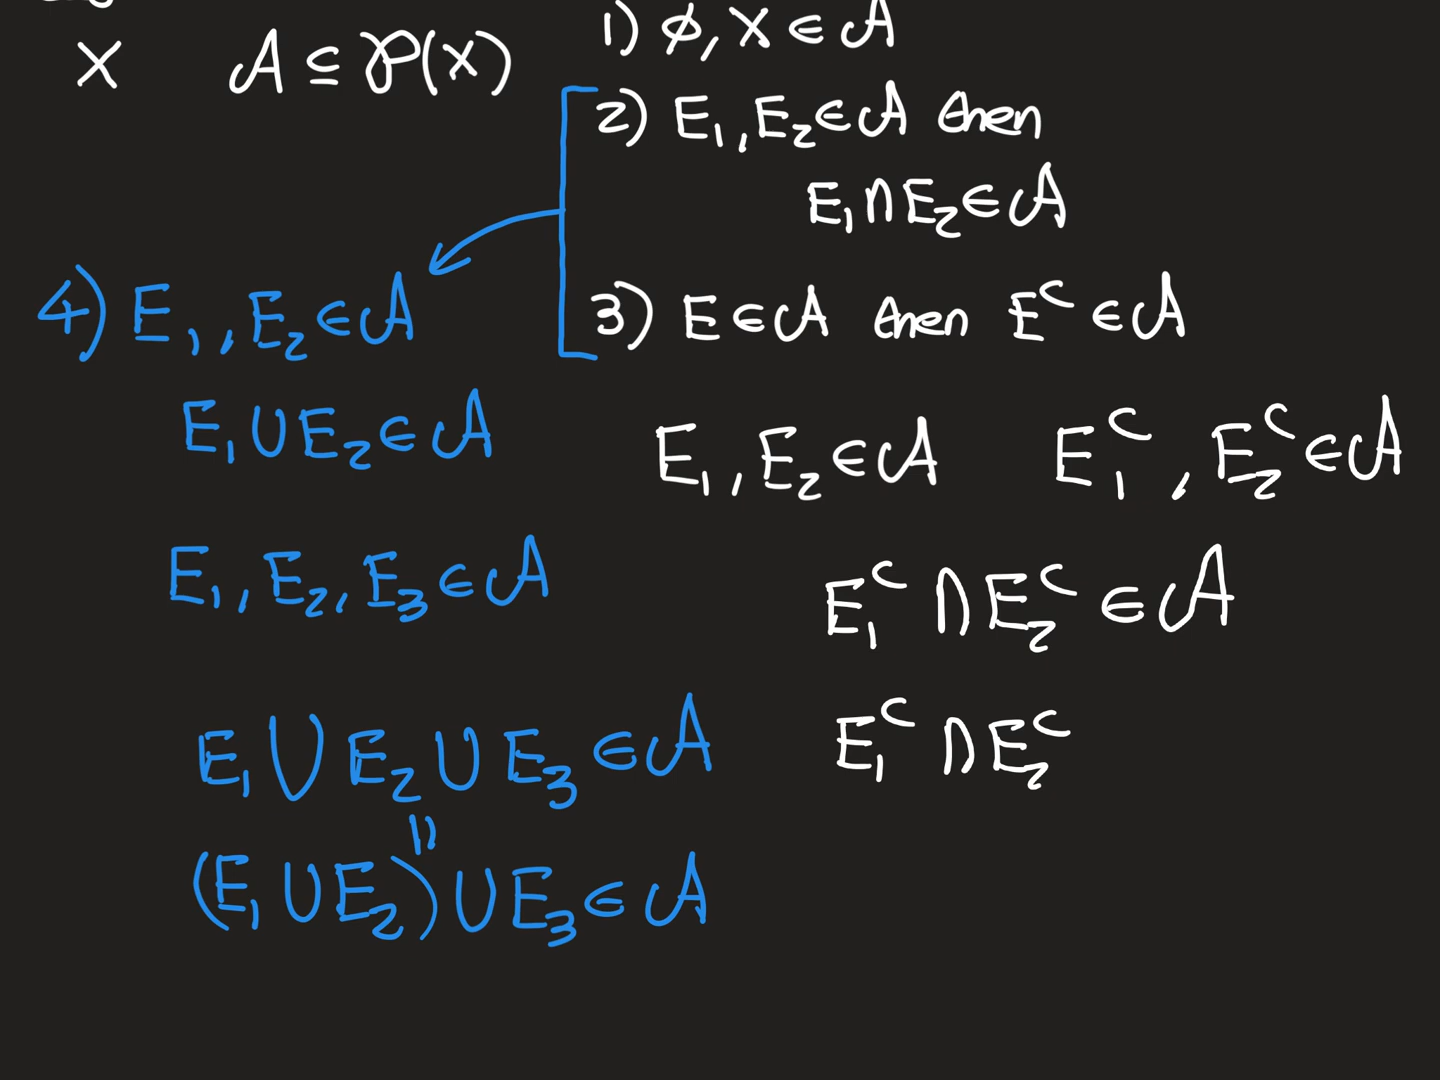 X 𝒜 ⊆ 𝒫(X)
1) ∅, X ∈ 𝒜
2) E₁, E₂ ∈ 𝒜 then
E₁ ∩ E₂ ∈ 𝒜
3) E ∈ 𝒜 then Eᶜ ∈ 𝒜
4) E₁, E₂ ∈ 𝒜
E₁ ∪ E₂ ∈ 𝒜
E₁, E₂, E₃ ∈ 𝒜
E₁ ∪ E₂ ∪ E₃ ∈ 𝒜
=
(E₁ ∪ E₂) ∪ E₃ ∈ 𝒜
E₁, E₂ ∈ 𝒜 E₁ᶜ, E₂ᶜ ∈ 𝒜
E₁ᶜ ∩ E₂ᶜ ∈ 𝒜
E₁ᶜ ∩ E₂ᶜ